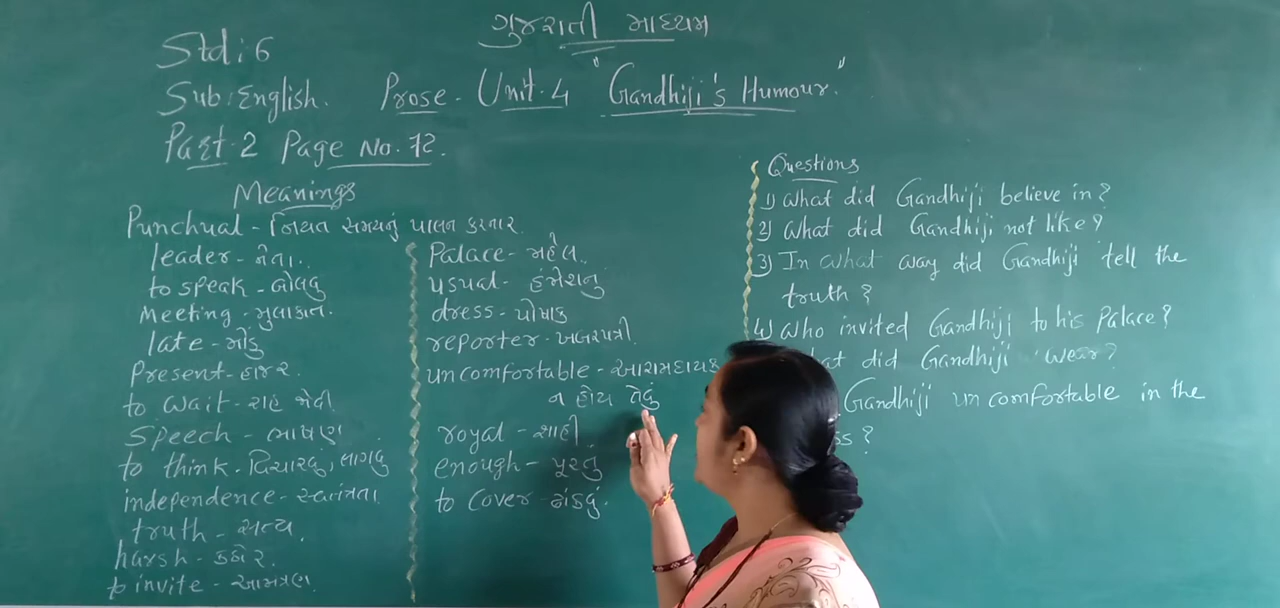 ગુજરાતી માધ્યમ
Std: 6
Sub: English. Prose - Unit. 4 "Gandhiji's Humour."
Part-2 Page No. 72.
Meanings
Punchual - નિયત સમયનું પાલન કરનાર.
leader - નેતા.
to speak - બોલવું
Meeting - મુલાકાત.
late - મોડું
Present - હાજર.
to wait - રાહ જોવી
Speech - ભાષણ
to think - વિચારવું, લાગવું
independence - સ્વતંત્રતા.
truth - સત્ય.
harsh - કઠોર.
to invite - આમંત્રણ
Palace - મહેલ.
usual - હંમેશનું
dress - પોષાક
reporter - ખબરપત્રી.
uncomfortable - આરામદાયક
ન હોય તેવું
royal - શાહી.
enough - પૂરતું
to cover - ઢાંકવું.
Questions
1) What did Gandhiji believe in?
2) What did Gandhiji not like?
3) In what way did Gandhiji tell the
truth?
4) Who invited Gandhiji to his Palace?
did Gandhiji wear?
Gandhiji uncomfortable in the
?